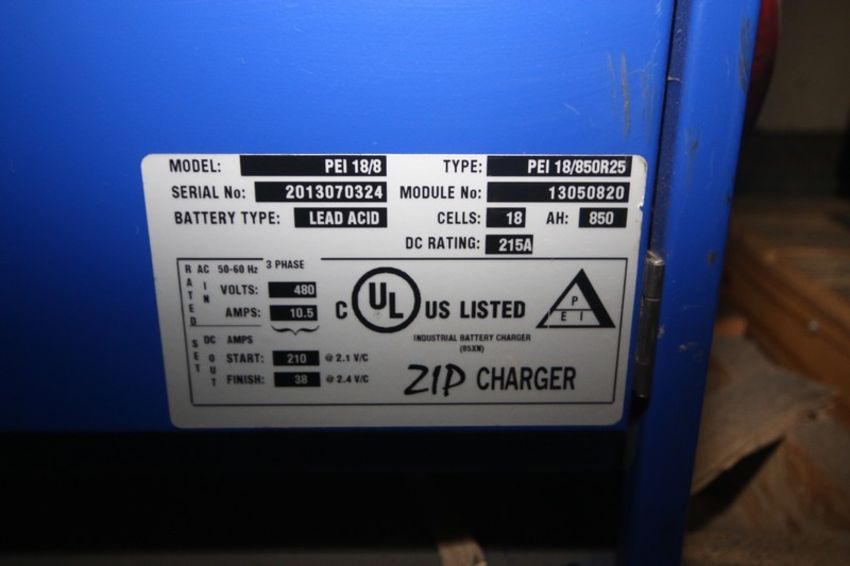 MODEL: PEI 18/8 TYPE: PEI 18/850R25
SERIAL No: 2013070324 MODULE No: 13050820
BATTERY TYPE: LEAD ACID CELLS: 18 AH: 850
DC RATING: 215A
RATED AC IN 50-60 Hz 3 PHASE
VOLTS: 480
AMPS: 10.5
C UL US LISTED
PEI
INDUSTRIAL BATTERY CHARGER
(85XN)
SET DC OUT AMPS
START: 210 @ 2.1 V/C
FINISH: 38 @ 2.4 V/C
ZIP CHARGER